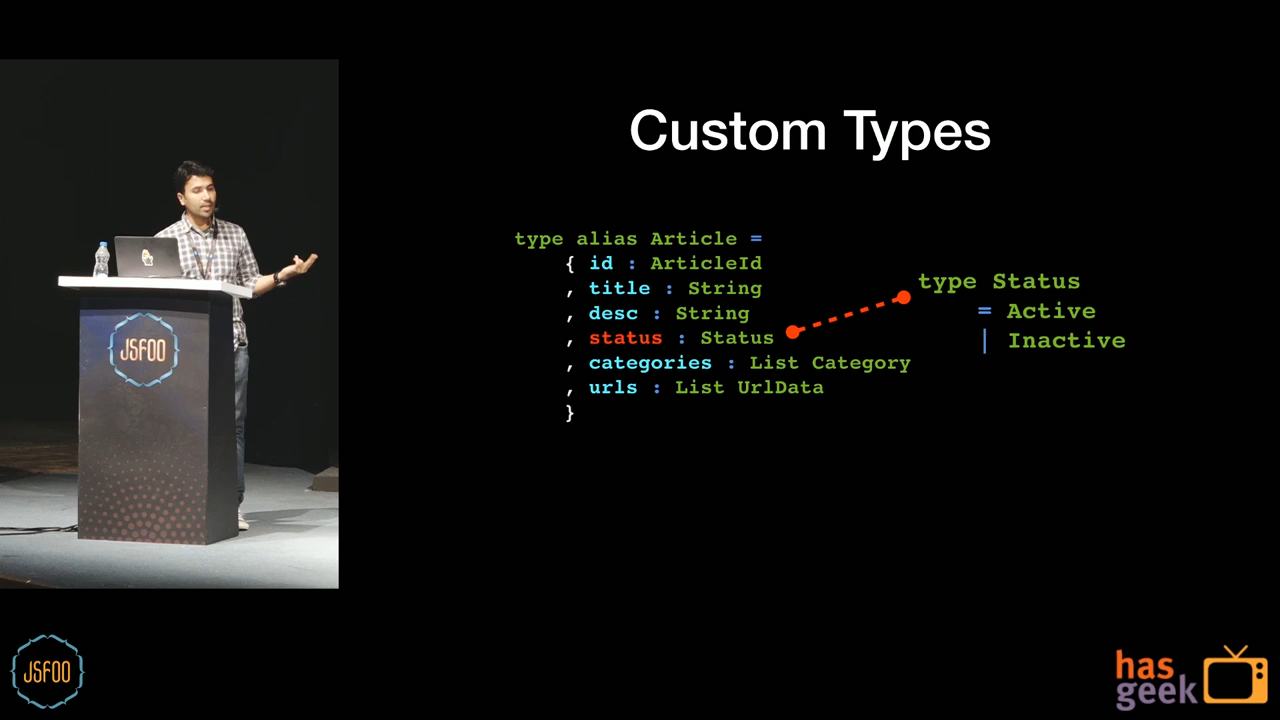 Custom Types
type alias Article =
{ id : ArticleId
, title : String
, desc : String
, status : Status
, categories : List Category
, urls : List UrlData
}
type Status
= Active
| Inactive
JSFOO
JSFOO
has
geek